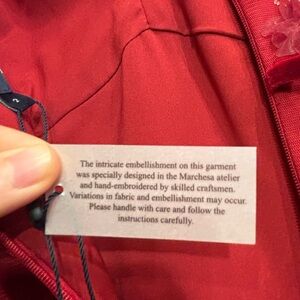 The intricate embellishment on this garment
was specially designed in the Marchesa atelier
and hand-embroidered by skilled craftsmen.
Variations in fabric and embellishment may occur.
Please handle with care and follow the
instructions carefully.